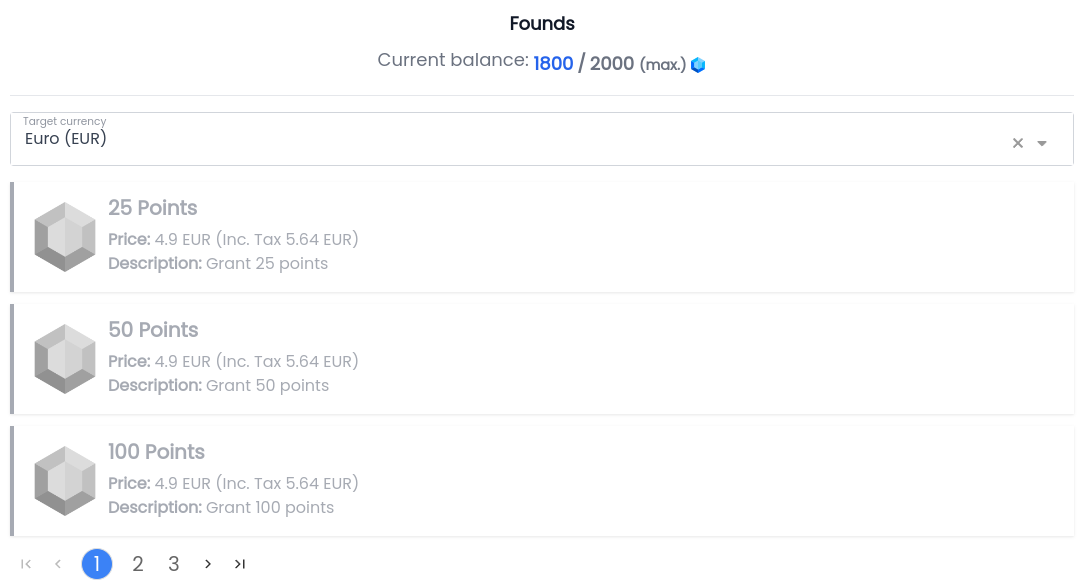 Founds
Current balance: 1800 / 2000 (max.)
Target currency
Euro (EUR)
25 Points
Price: 4.9 EUR (Inc. Tax 5.64 EUR)
Description: Grant 25 points
50 Points
Price: 4.9 EUR (Inc. Tax 5.64 EUR)
Description: Grant 50 points
100 Points
Price: 4.9 EUR (Inc. Tax 5.64 EUR)
Description: Grant 100 points
1 2 3